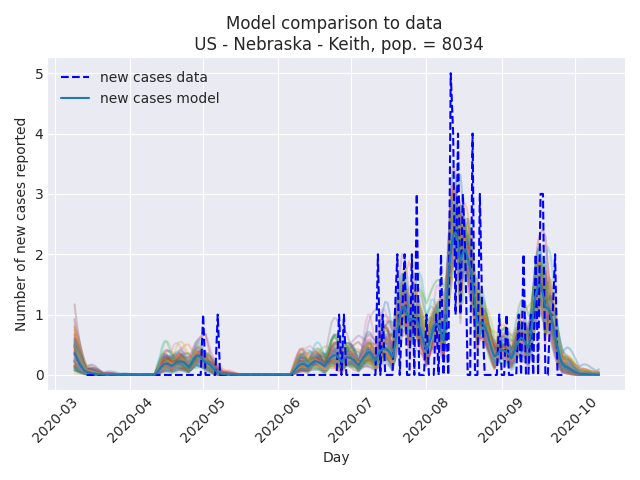 Model comparison to data
US - Nebraska - Keith, pop. = 8034
new cases data
new cases model
Number of new cases reported
5
4
3
2
1
0
2020-03
2020-04
2020-05
2020-06
2020-07
2020-08
2020-09
2020-10
Day